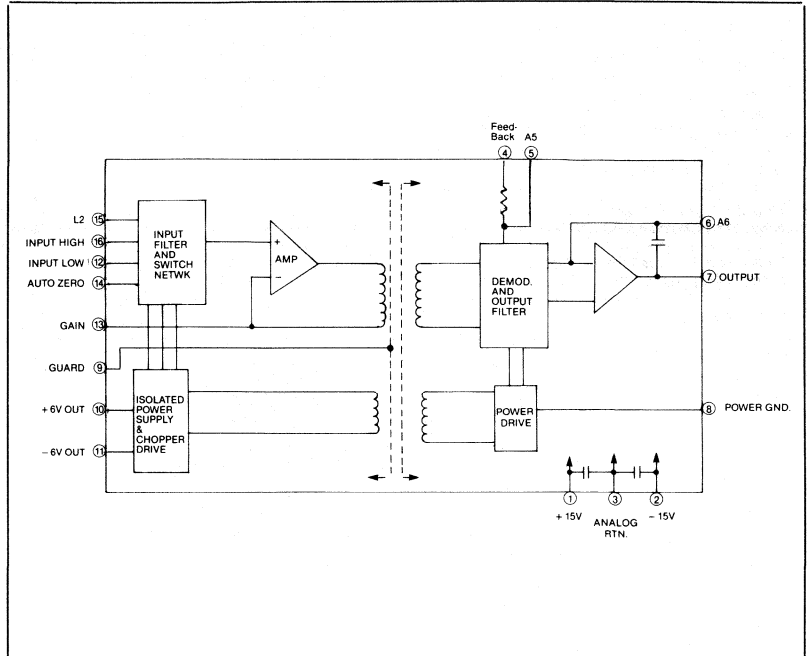 Feed-
Back A5
④ ⑤
L2 ⑮
INPUT HIGH ⑯
INPUT LOW ⑫
AUTO ZERO ⑭
GAIN ⑬
GUARD ⑨
+ 6V OUT ⑩
– 6V OUT ⑪
INPUT
FILTER
AND
SWITCH
NETWK
+
AMP
–
ISOLATED
POWER
SUPPLY
&
CHOPPER
DRIVE
DEMOD.
AND
OUTPUT
FILTER
POWER
DRIVE
⑥ A6
⑦ OUTPUT
⑧ POWER GND.
① ③ ②
+ 15V ANALOG – 15V
RTN.